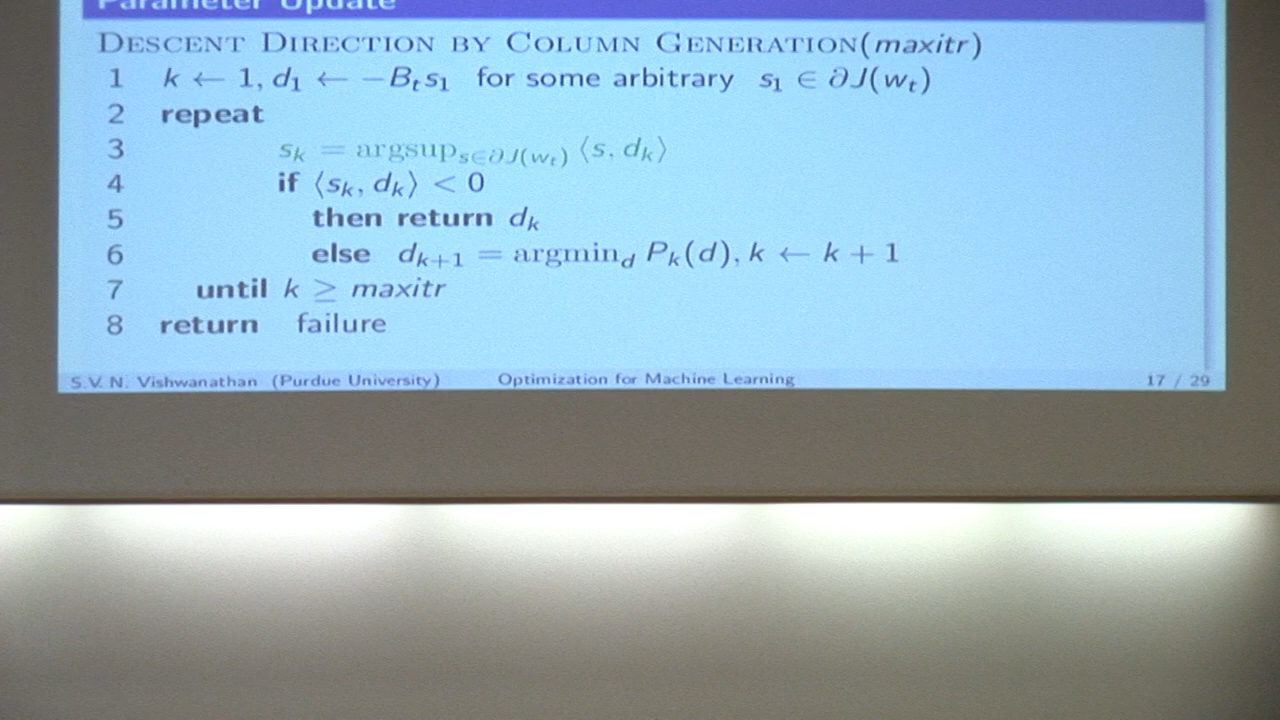 Parameter Update
DESCENT DIRECTION BY COLUMN GENERATION(maxitr)
1 k ← 1, d₁ ← −Bₜs₁ for some arbitrary s₁ ∈ ∂J(wₜ)
2 repeat
3 sₖ = argsup_{s∈∂J(wₜ)} ⟨s, dₖ⟩
4 if ⟨sₖ, dₖ⟩ < 0
5 then return dₖ
6 else dₖ₊₁ = argmin_d Pₖ(d), k ← k + 1
7 until k ≥ maxitr
8 return failure
S.V. N. Vishwanathan (Purdue University) Optimization for Machine Learning 17 / 29